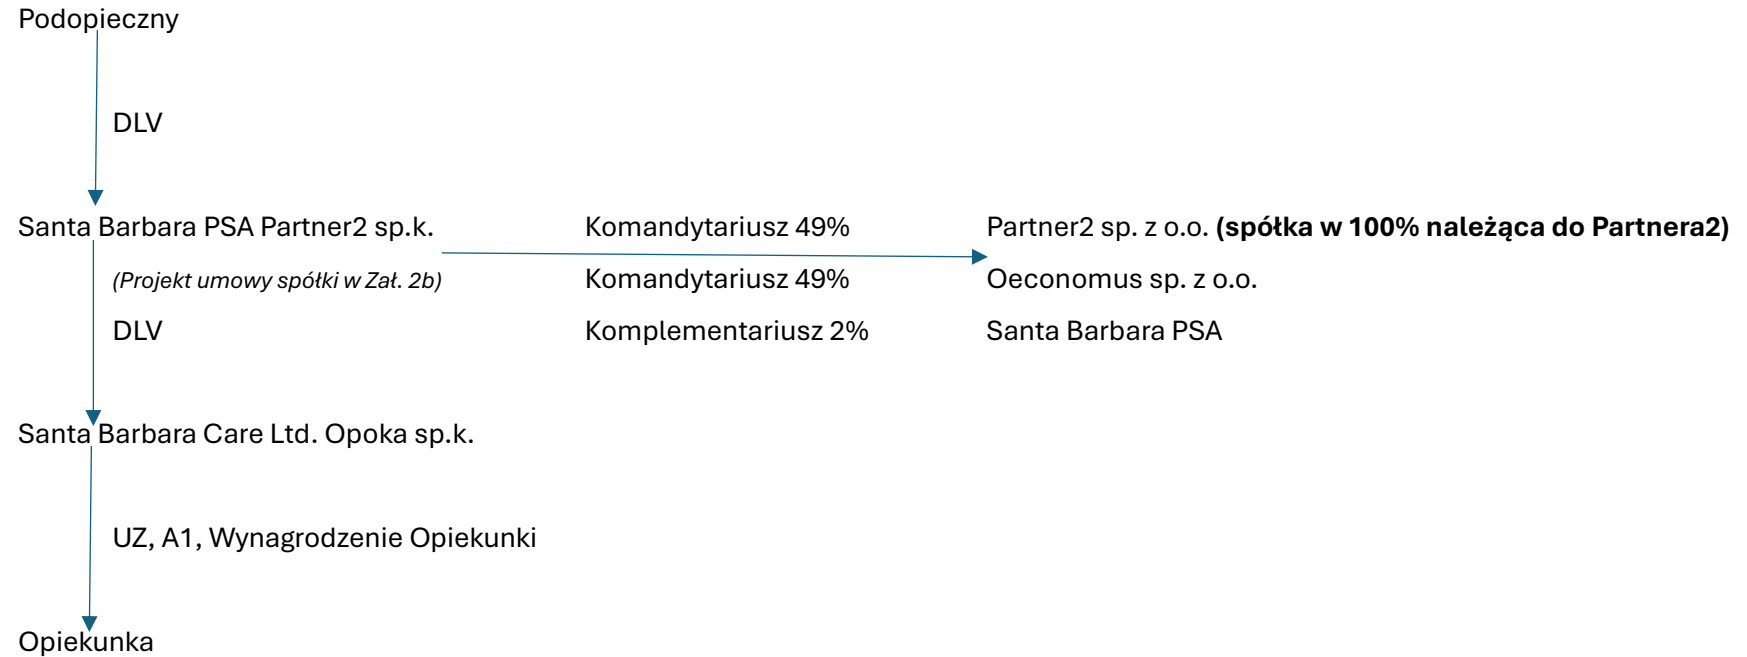 Podopieczny
DLV
Santa Barbara PSA Partner2 sp.k. Komandytariusz 49% Partner2 sp. z o.o. (spółka w 100% należąca do Partnera2)
(Projekt umowy spółki w Zał. 2b) Komandytariusz 49% Oeconomus sp. z o.o.
DLV Komplementariusz 2% Santa Barbara PSA
Santa Barbara Care Ltd. Opoka sp.k.
UZ, A1, Wynagrodzenie Opiekunki
Opiekunka